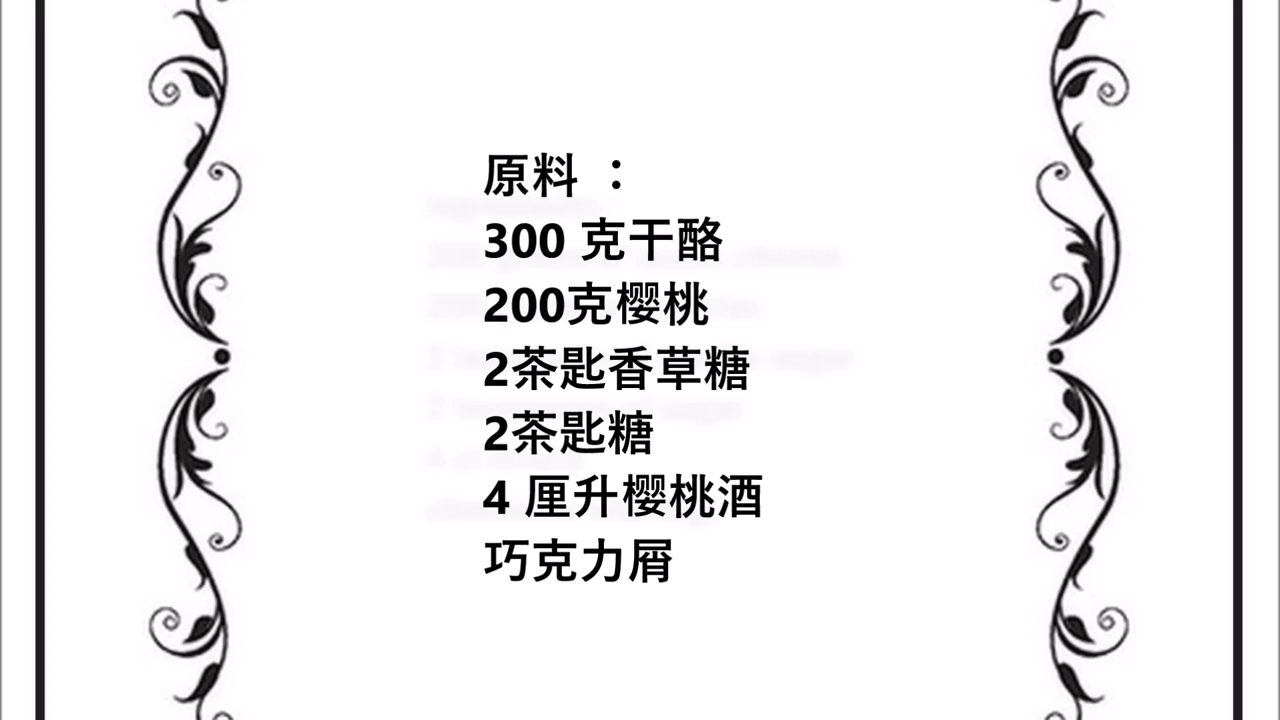 原料 ：
300 克干酪
200克樱桃
2茶匙香草糖
2茶匙糖
4 厘升樱桃酒
巧克力屑